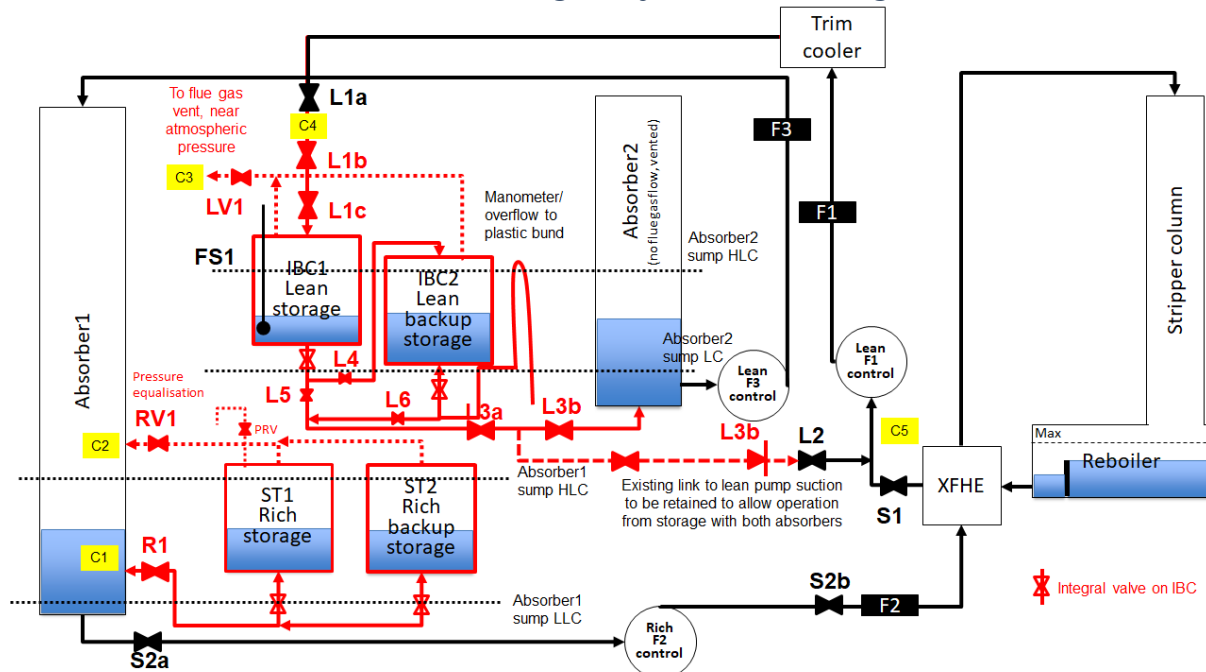 Trim
cooler
To flue gas
vent, near
atmospheric
pressure
L1a
C4
L1b
C3
LV1
L1c
Manometer/
overflow to
plastic bund
Absorber2
(no flue gas flow, vented)
F3
F1
Stripper column
FS1
IBC1
Lean
storage
IBC2
Lean
backup
storage
Absorber2
sump HLC
Absorber2
sump LC
Absorber1
L4
L5
L6
Lean
F3
control
Lean
F1
control
Pressure
equalisation
RV1
PRV
C2
L3a
L3b
L3b
L2
C5
Max
Reboiler
XFHE
S1
Absorber1
sump HLC
Existing link to lean pump suction
to be retained to allow operation
from storage with both absorbers
ST1
Rich
storage
ST2
Rich
backup
storage
C1
R1
S2b
F2
Integral valve on IBC
Absorber1
sump LLC
Rich
F2
control
S2a